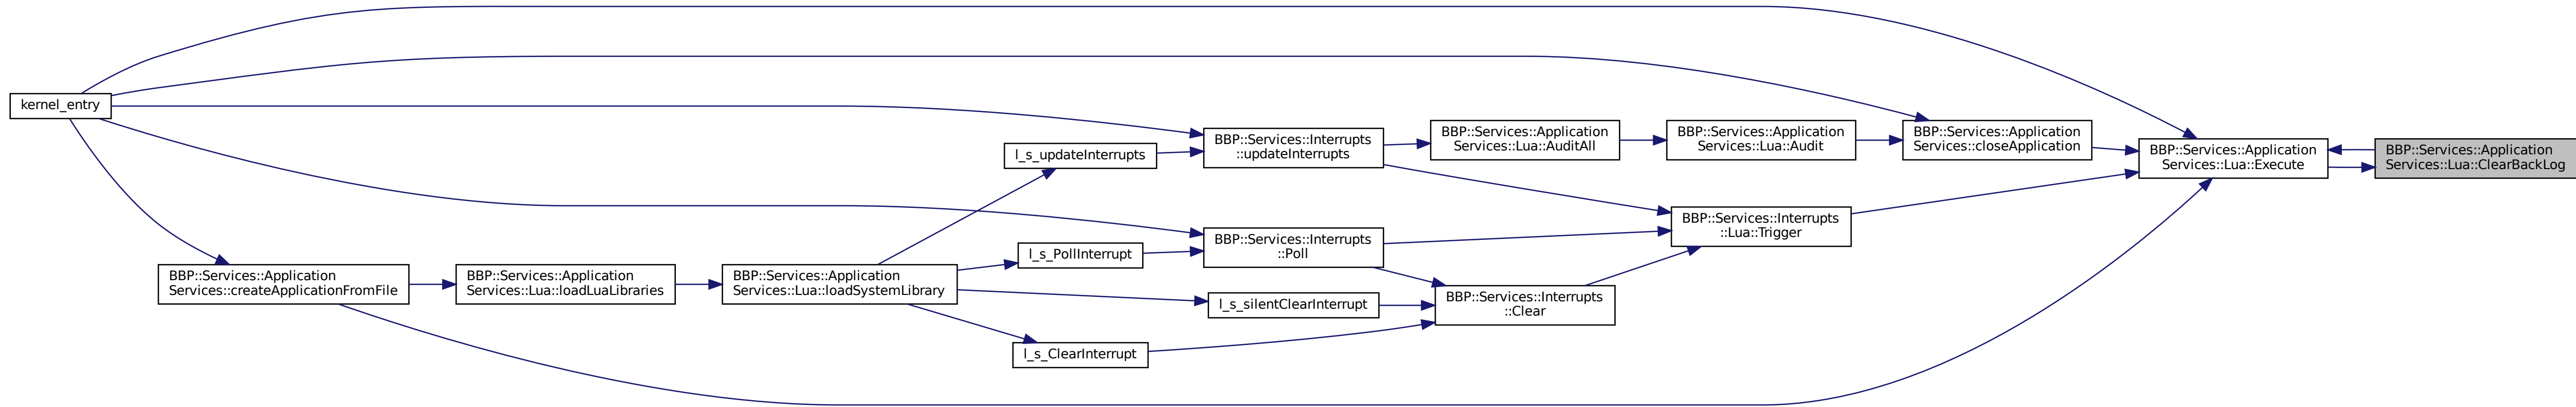 kernel_entry
BBP::Services::Application
Services::createApplicationFromFile
BBP::Services::Application
Services::Lua::loadLuaLibraries
BBP::Services::Application
Services::Lua::loadSystemLibrary
l_s_updateInterrupts
l_s_PollInterrupt
l_s_ClearInterrupt
BBP::Services::Interrupts
::updateInterrupts
BBP::Services::Interrupts
::Poll
l_s_silentClearInterrupt
BBP::Services::Application
Services::Lua::AuditAll
BBP::Services::Interrupts
::Clear
BBP::Services::Application
Services::Lua::Audit
BBP::Services::Interrupts
::Lua::Trigger
BBP::Services::Application
Services::closeApplication
BBP::Services::Application
Services::Lua::Execute
BBP::Services::Application
Services::Lua::ClearBackLog